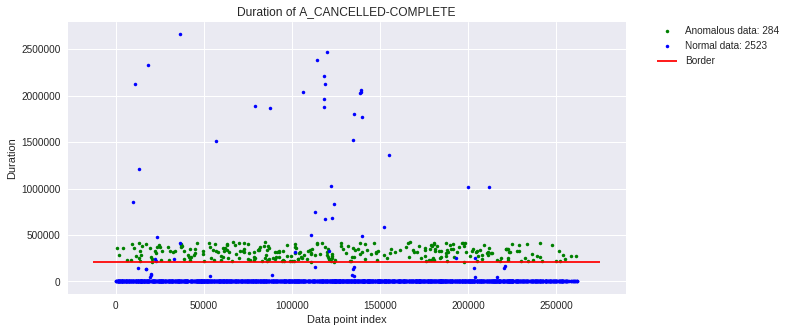 Duration of A_CANCELLED-COMPLETE
Anomalous data: 284
Normal data: 2523
Border
Duration
2500000
2000000
1500000
1000000
500000
0
0 50000 100000 150000 200000 250000
Data point index